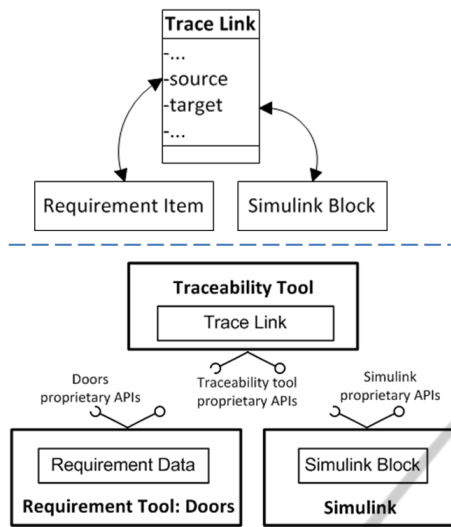 Trace Link
-...
-source
-target
-...
Requirement Item
Simulink Block
Traceability Tool
Trace Link
Doors
proprietary APIs
Traceability tool
proprietary APIs
Simulink
proprietary APIs
Requirement Data
Requirement Tool: Doors
Simulink Block
Simulink